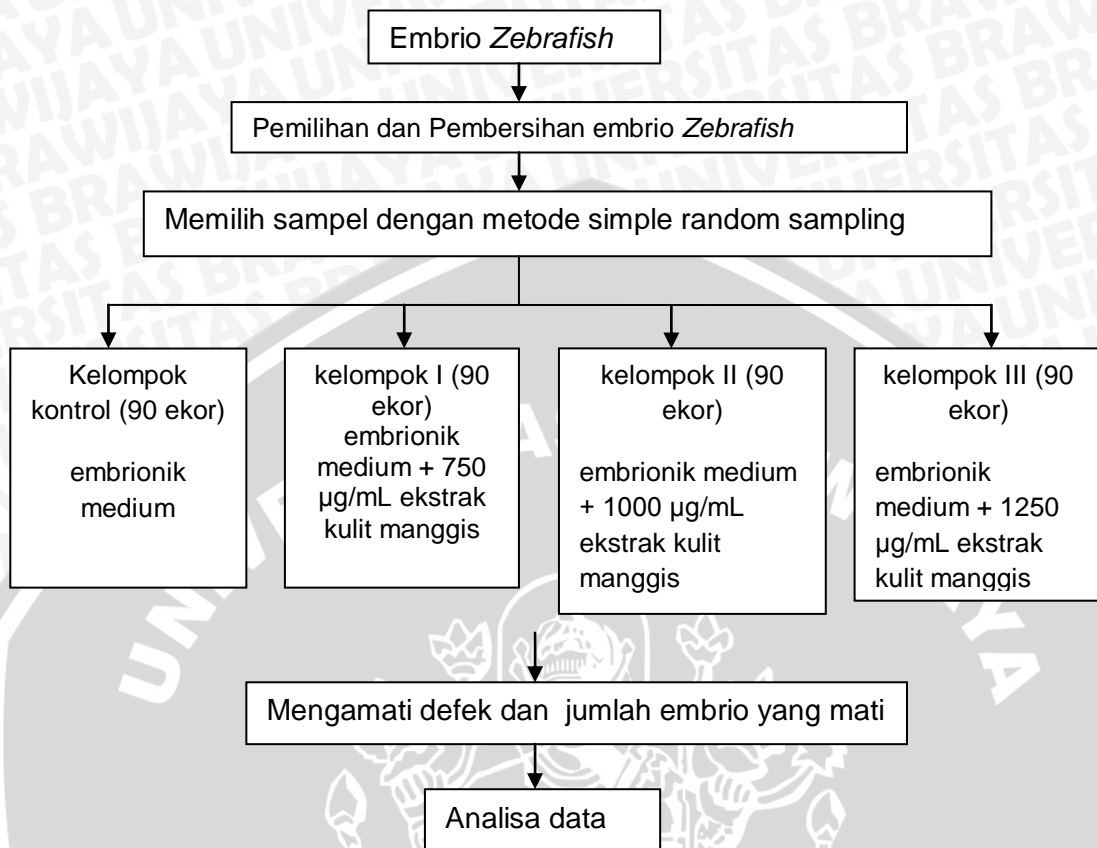 Embrio Zebrafish
Pemilihan dan Pembersihan embrio Zebrafish
Memilih sampel dengan metode simple random sampling
Kelompok
kontrol (90 ekor)
embrionik
medium
kelompok I (90
ekor)
embrionik
medium + 750
µg/mL ekstrak
kulit manggis
kelompok II (90
ekor)
embrionik medium
+ 1000 µg/mL
ekstrak kulit
manggis
kelompok III (90
ekor)
embrionik
medium + 1250
µg/mL ekstrak
kulit manggis
Mengamati defek dan jumlah embrio yang mati
Analisa data